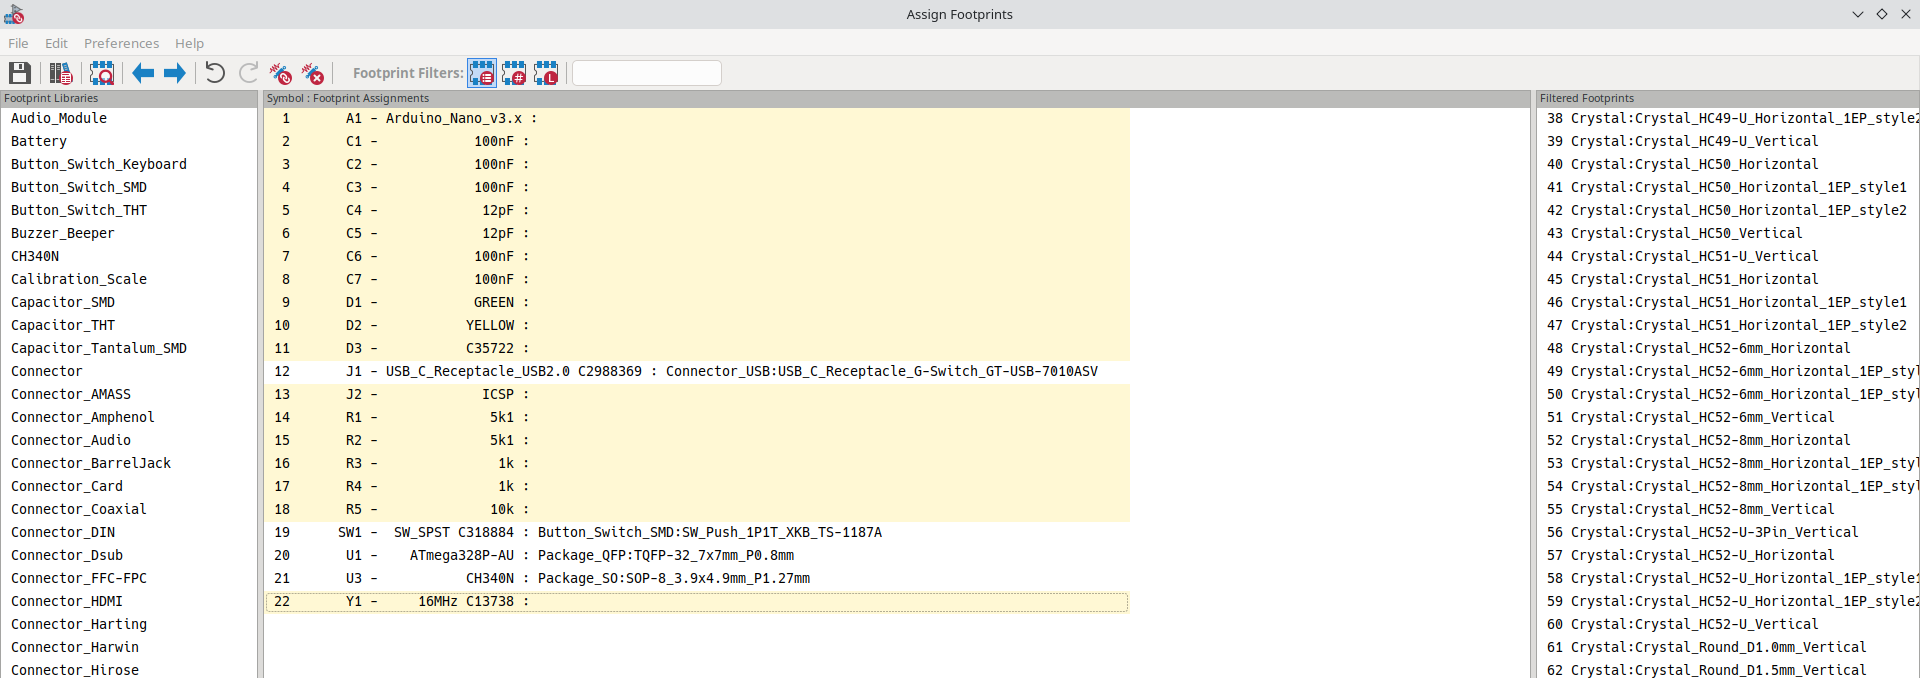 Assign Footprints
File Edit Preferences Help
Footprint Filters:
Footprint Libraries
Audio_Module
Battery
Button_Switch_Keyboard
Button_Switch_SMD
Button_Switch_THT
Buzzer_Beeper
CH340N
Calibration_Scale
Capacitor_SMD
Capacitor_THT
Capacitor_Tantalum_SMD
Connector
Connector_AMASS
Connector_Amphenol
Connector_Audio
Connector_BarrelJack
Connector_Card
Connector_Coaxial
Connector_DIN
Connector_Dsub
Connector_FFC-FPC
Connector_HDMI
Connector_Harting
Connector_Harwin
Connector_Hirose
Symbol : Footprint Assignments
1 A1 - Arduino_Nano_v3.x :
2 C1 - 100nF :
3 C2 - 100nF :
4 C3 - 100nF :
5 C4 - 12pF :
6 C5 - 12pF :
7 C6 - 100nF :
8 C7 - 100nF :
9 D1 - GREEN :
10 D2 - YELLOW :
11 D3 - C35722 :
12 J1 - USB_C_Receptacle_USB2.0 C2988369 : Connector_USB:USB_C_Receptacle_G-Switch_GT-USB-7010ASV
13 J2 - ICSP :
14 R1 - 5k1 :
15 R2 - 5k1 :
16 R3 - 1k :
17 R4 - 1k :
18 R5 - 10k :
19 SW1 - SW_SPST C318884 : Button_Switch_SMD:SW_Push_1P1T_XKB_TS-1187A
20 U1 - ATmega328P-AU : Package_QFP:TQFP-32_7x7mm_P0.8mm
21 U3 - CH340N : Package_SO:SOP-8_3.9x4.9mm_P1.27mm
22 Y1 - 16MHz C13738 :
Filtered Footprints
38 Crystal:Crystal_HC49-U_Horizontal_1EP_style2
39 Crystal:Crystal_HC49-U_Vertical
40 Crystal:Crystal_HC50_Horizontal
41 Crystal:Crystal_HC50_Horizontal_1EP_style1
42 Crystal:Crystal_HC50_Horizontal_1EP_style2
43 Crystal:Crystal_HC50_Vertical
44 Crystal:Crystal_HC51-U_Vertical
45 Crystal:Crystal_HC51_Horizontal
46 Crystal:Crystal_HC51_Horizontal_1EP_style1
47 Crystal:Crystal_HC51_Horizontal_1EP_style2
48 Crystal:Crystal_HC52-6mm_Horizontal
49 Crystal:Crystal_HC52-6mm_Horizontal_1EP_styl
50 Crystal:Crystal_HC52-6mm_Horizontal_1EP_styl
51 Crystal:Crystal_HC52-6mm_Vertical
52 Crystal:Crystal_HC52-8mm_Horizontal
53 Crystal:Crystal_HC52-8mm_Horizontal_1EP_styl
54 Crystal:Crystal_HC52-8mm_Horizontal_1EP_styl
55 Crystal:Crystal_HC52-8mm_Vertical
56 Crystal:Crystal_HC52-U-3Pin_Vertical
57 Crystal:Crystal_HC52-U_Horizontal
58 Crystal:Crystal_HC52-U_Horizontal_1EP_style1
59 Crystal:Crystal_HC52-U_Horizontal_1EP_style2
60 Crystal:Crystal_HC52-U_Vertical
61 Crystal:Crystal_Round_D1.0mm_Vertical
62 Crystal:Crystal_Round_D1.5mm_Vertical